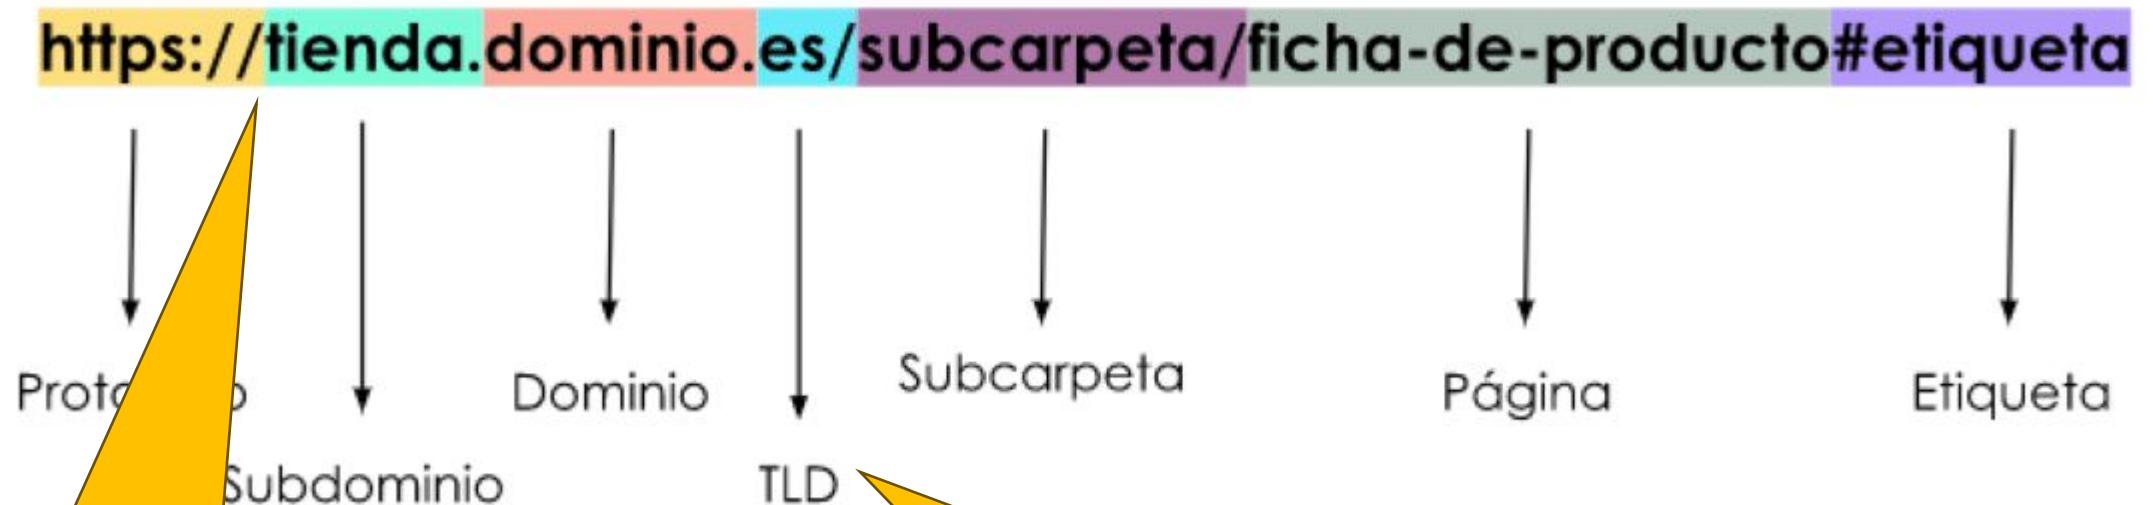 https://tienda.dominio.es/subcarpeta/ficha-de-producto#etiqueta
Subcarpeta
Dominio Página Etiqueta
Subdominio TLD